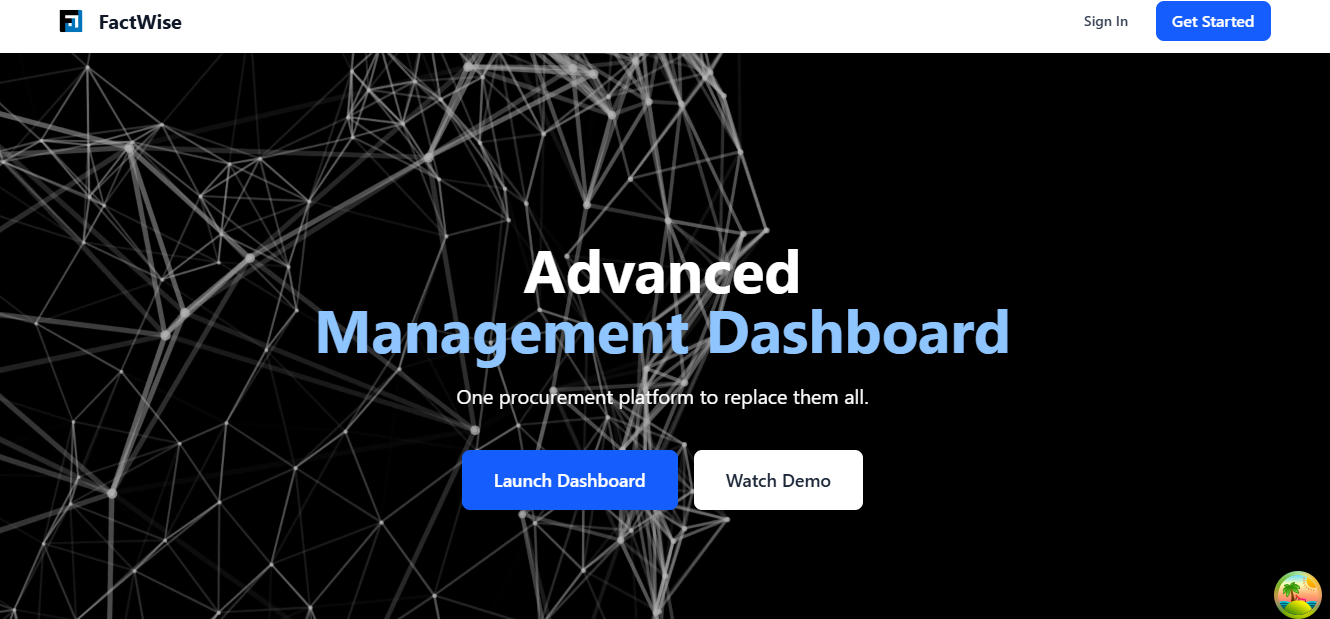 FactWise
Sign In
Get Started
Advanced
Management Dashboard
One procurement platform to replace them all.
Launch Dashboard
Watch Demo